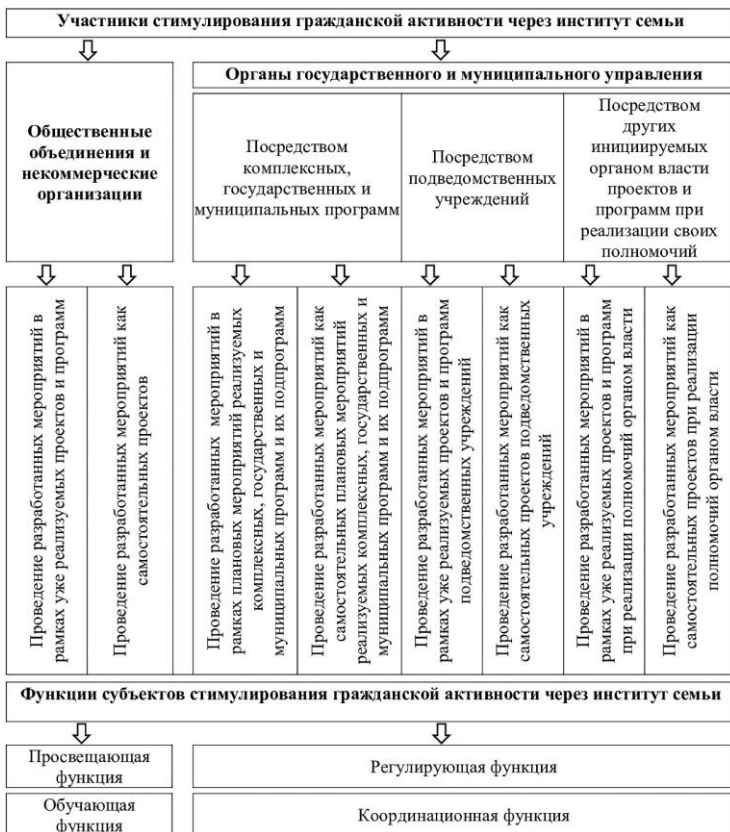 Участники стимулирования гражданской активности через институт семьи
Общественные
объединения и
некоммерческие
организации
Органы государственного и муниципального управления
Посредством
комплексных,
государственных и
муниципальных программ
Посредством
подведомственных
учреждений
Посредством
других
инициируемых
органом власти
проектов и
программ при
реализации своих
полномочий
Проведение разработанных мероприятий в
рамках уже реализуемых проектов и программ
Проведение разработанных мероприятий как
самостоятельных проектов
Проведение разработанных мероприятий в
рамках плановых мероприятий реализуемых
комплексных, государственных и
муниципальных программ и их подпрограмм
Проведение разработанных мероприятий как
самостоятельных плановых мероприятий
реализуемых комплексных, государственных и
муниципальных программ и их подпрограмм
Проведение разработанных мероприятий в
рамках уже реализуемых проектов и программ
подведомственных учреждений
Проведение разработанных мероприятий как
самостоятельных проектов подведомственных
учреждений
Проведение разработанных мероприятий в
рамках уже реализуемых проектов и программ
при реализации полномочий органом власти
Проведение разработанных мероприятий как
самостоятельных проектов при реализации
полномочий органом власти
Функции субъектов стимулирования гражданской активности через институт семьи
Просвещающая
функция
Регулирующая функция
Обучающая
функция
Координационная функция